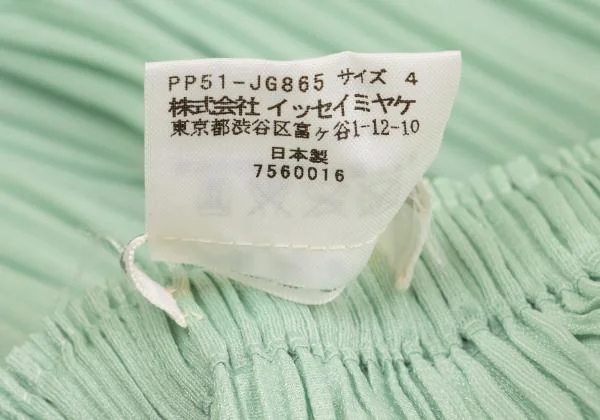 PP51-JG865 サイズ 4
株式会社 イッセイミヤケ
東京都渋谷区富ヶ谷1-12-10
日本製
7560016